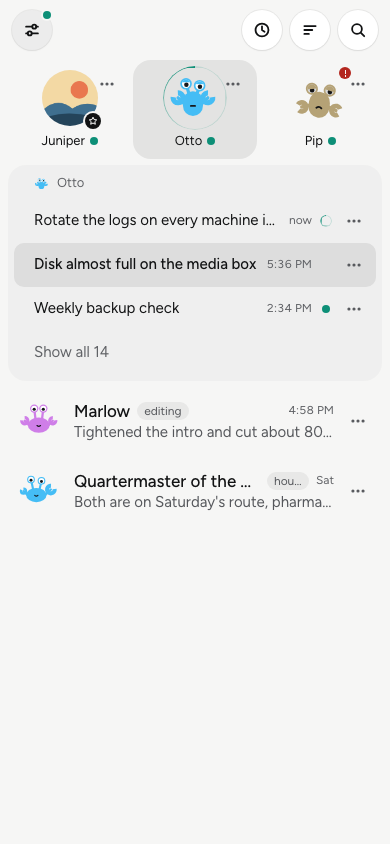 Juniper
Otto
Pip
Otto
Rotate the logs on every machine i... now
Disk almost full on the media box 5:36 PM
Weekly backup check 2:34 PM
Show all 14
Marlow editing 4:58 PM
Tightened the intro and cut about 80...
Quartermaster of the ... hou... Sat
Both are on Saturday's route, pharma...